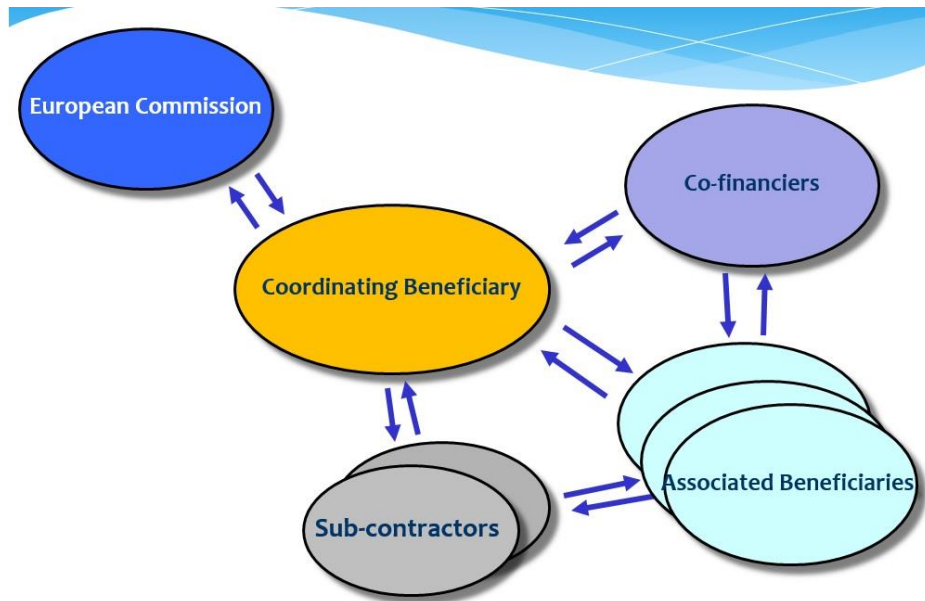 European Commission
Co-financiers
Coordinating Beneficiary
Associated Beneficiaries
Sub-contractors